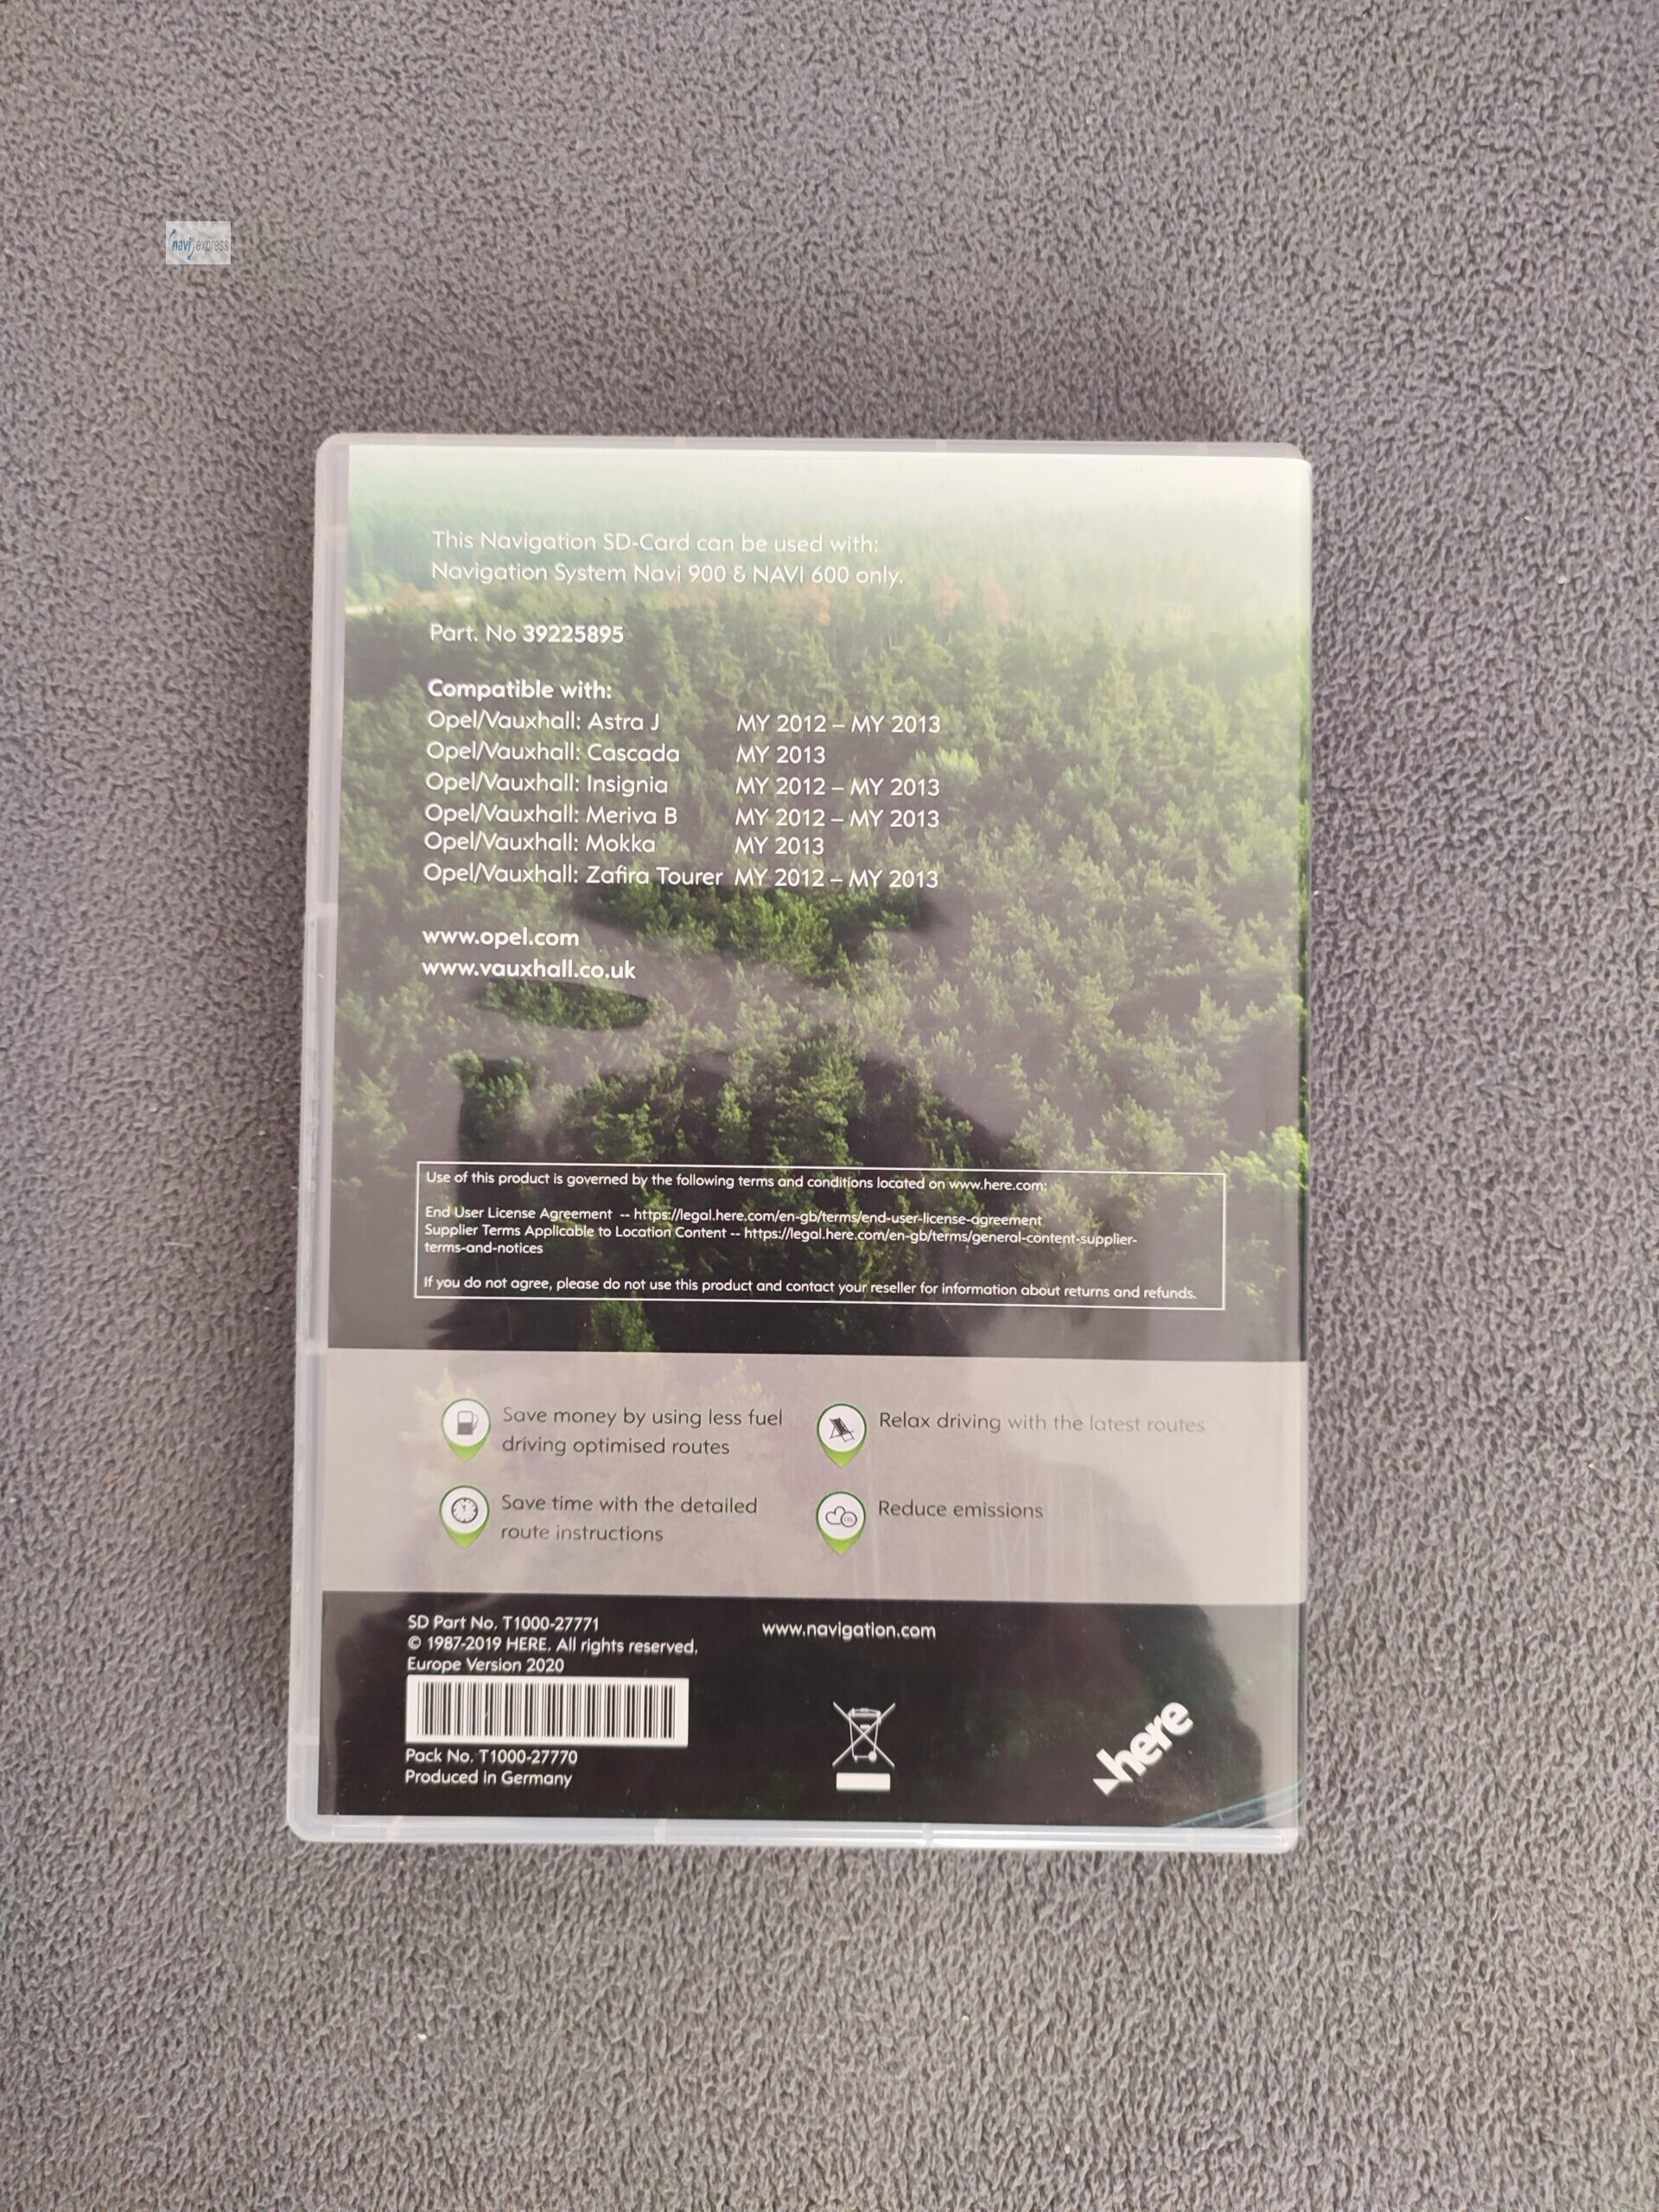 navi express
This Navigation SD-Card can be used with:
Navigation System Navi 900 & NAVI 600 only.
Part. No 39225895
Compatible with:
Opel/Vauxhall: Astra J MY 2012 – MY 2013
Opel/Vauxhall: Cascada MY 2013
Opel/Vauxhall: Insignia MY 2012 – MY 2013
Opel/Vauxhall: Meriva B MY 2012 – MY 2013
Opel/Vauxhall: Mokka MY 2013
Opel/Vauxhall: Zafira Tourer MY 2012 – MY 2013
www.opel.com
www.vauxhall.co.uk
Use of this product is governed by the following terms and conditions located on www.here.com:
End User License Agreement -- https://legal.here.com/en-gb/terms/end-user-license-agreement
Supplier Terms Applicable to Location Content -- https://legal.here.com/en-gb/terms/general-content-supplier-
terms-and-notices
If you do not agree, please do not use this product and contact your reseller for information about returns and refunds.
Save money by using less fuel
driving optimised routes
Relax driving with the latest routes
Save time with the detailed
route instructions
Reduce emissions
SD Part No. T1000-27771
© 1987-2019 HERE. All rights reserved.
Europe Version 2020
www.navigation.com
Pack No. T1000-27770
Produced in Germany
here